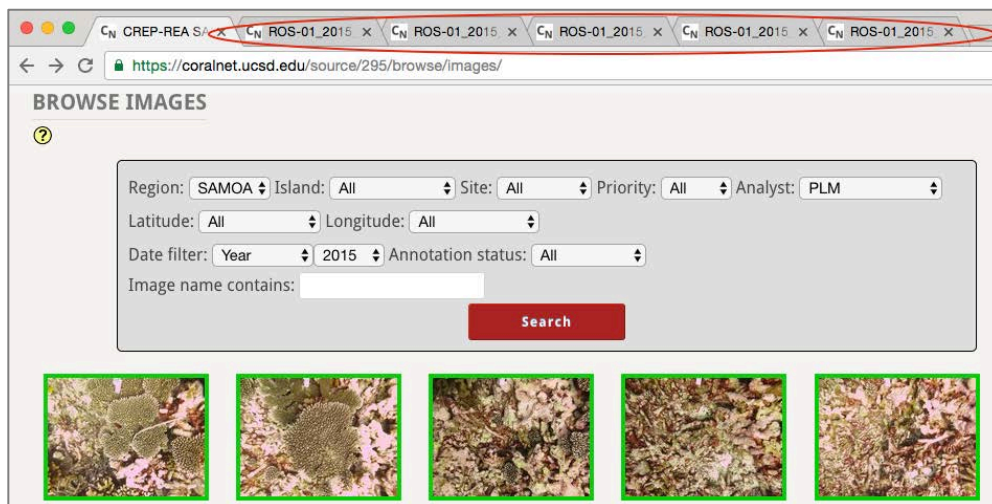 CN CREP-REA SA × CN ROS-01_2015 × CN ROS-01_2015 × CN ROS-01_2015 × CN ROS-01_2015 × CN ROS-01_2015 ×
https://coralnet.ucsd.edu/source/295/browse/images/
BROWSE IMAGES
?
Region: SAMOA Island: All Site: All Priority: All Analyst: PLM
Latitude: All Longitude: All
Date filter: Year 2015 Annotation status: All
Image name contains:
Search